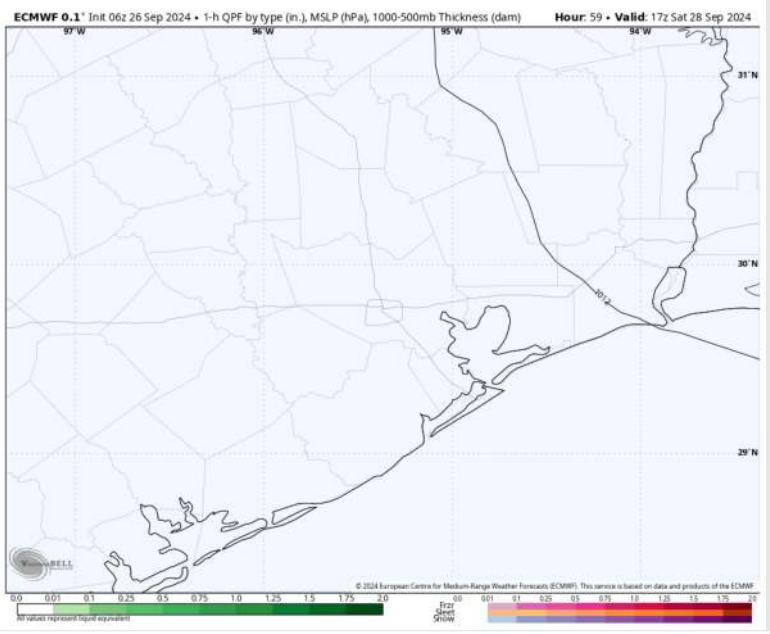 ECMWF 0.1° Init 06z 26 Sep 2024 • 1-h QPF by type (in.), MSLP (hPa), 1000-500mb Thickness (dam) Hour: 59 • Valid: 17z Sat 28 Sep 2024
97°W 96°W 95°W 94°W
31°N
30°N
1012
29°N
WeatherBELL
© 2024 European Centre for Medium-Range Weather Forecasts (ECMWF). This service is based on data and products of the ECMWF
0.0 0.01 0.1 0.25 0.5 0.75 1.0 1.25 1.5 1.75 2.0
0.0 0.01 0.1 0.25 0.5 0.75 1.0 1.25 1.5 1.75 2.0
All values represent liquid equivalent
Frzr
Sleet
Snow